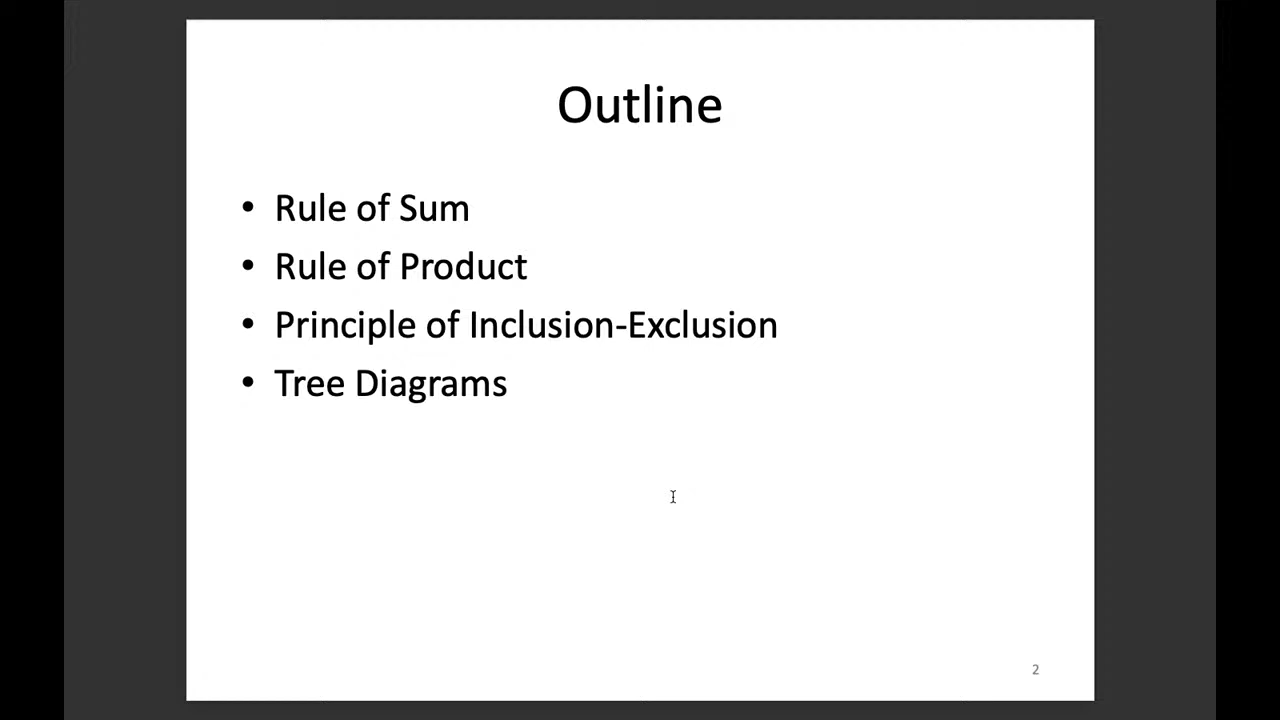 Outline
• Rule of Sum
• Rule of Product
• Principle of Inclusion-Exclusion
• Tree Diagrams
2